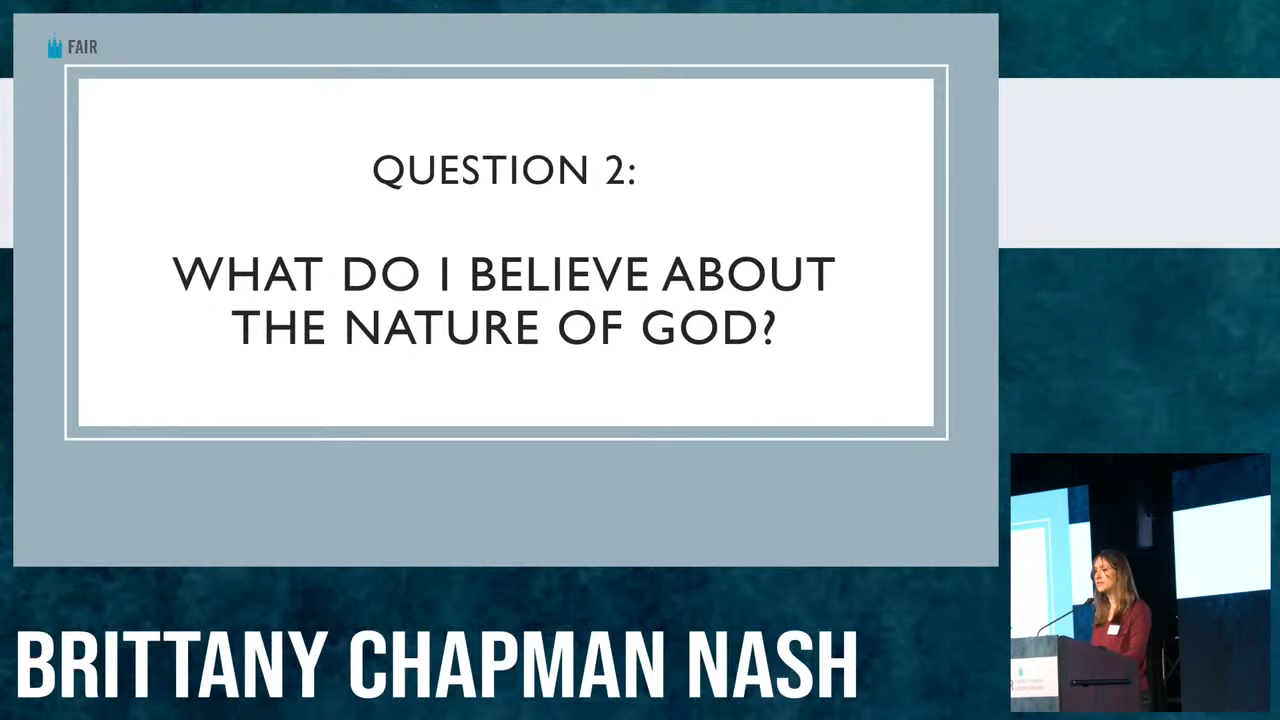 FAIR
QUESTION 2:
WHAT DO I BELIEVE ABOUT
THE NATURE OF GOD?
BRITTANY CHAPMAN NASH